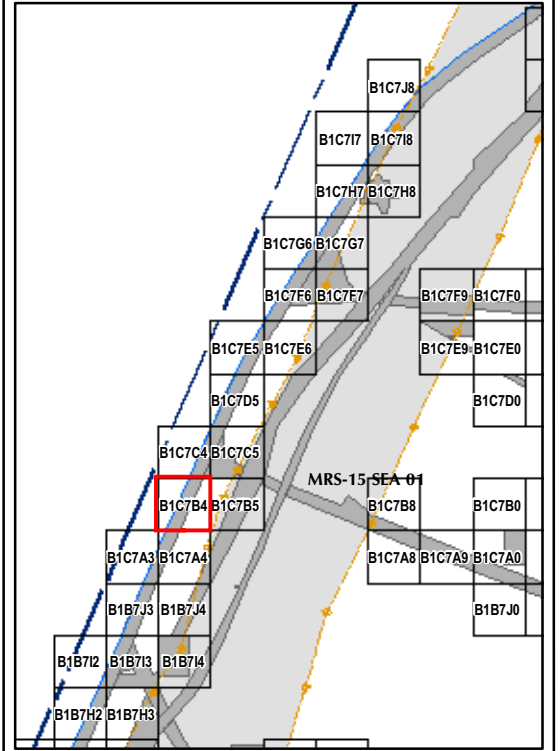 B1C7J8
B1C7I7 B1C7I8
B1C7H7 B1C7H8
B1C7G6 B1C7G7
B1C7F6 B1C7F7 B1C7F9 B1C7F0
B1C7E5 B1C7E6 B1C7E9 B1C7E0
B1C7D5 B1C7D0
B1C7C4 B1C7C5
MRS-15 SEA 01
B1C7B4 B1C7B5 B1C7B8 B1C7B0
B1C7A3 B1C7A4 B1C7A8 B1C7A9 B1C7A0
B1B7J3 B1B7J4 B1B7J0
B1B7I2 B1B7I3 B1B7I4
B1B7H2 B1B7H3